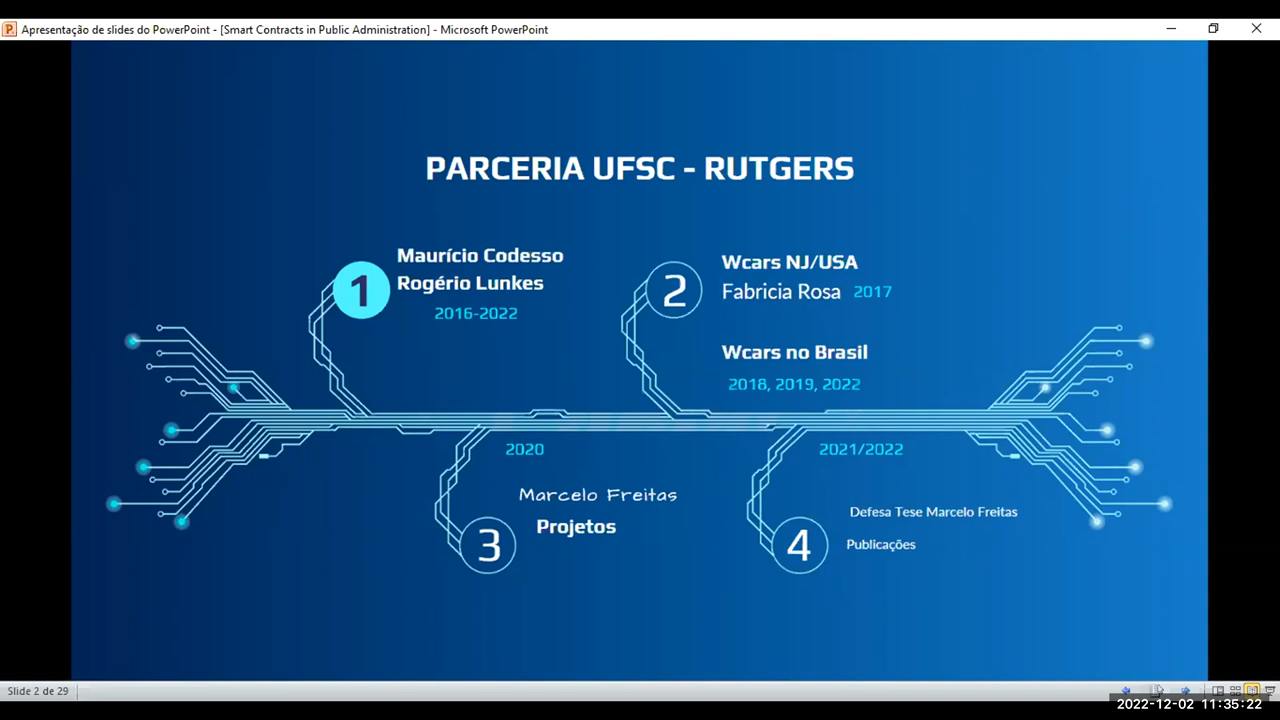 Apresentação de slides do PowerPoint - [Smart Contracts in Public Administration] - Microsoft PowerPoint
PARCERIA UFSC - RUTGERS
1
Maurício Codesso
Rogério Lunkes
2016-2022
2
Wcars NJ/USA
Fabricia Rosa 2017
Wcars no Brasil
2018, 2019, 2022
2020
Marcelo Freitas
Projetos
3
2021/2022
Defesa Tese Marcelo Freitas
Publicações
4
Slide 2 de 29
2022-12-02 11:35:22